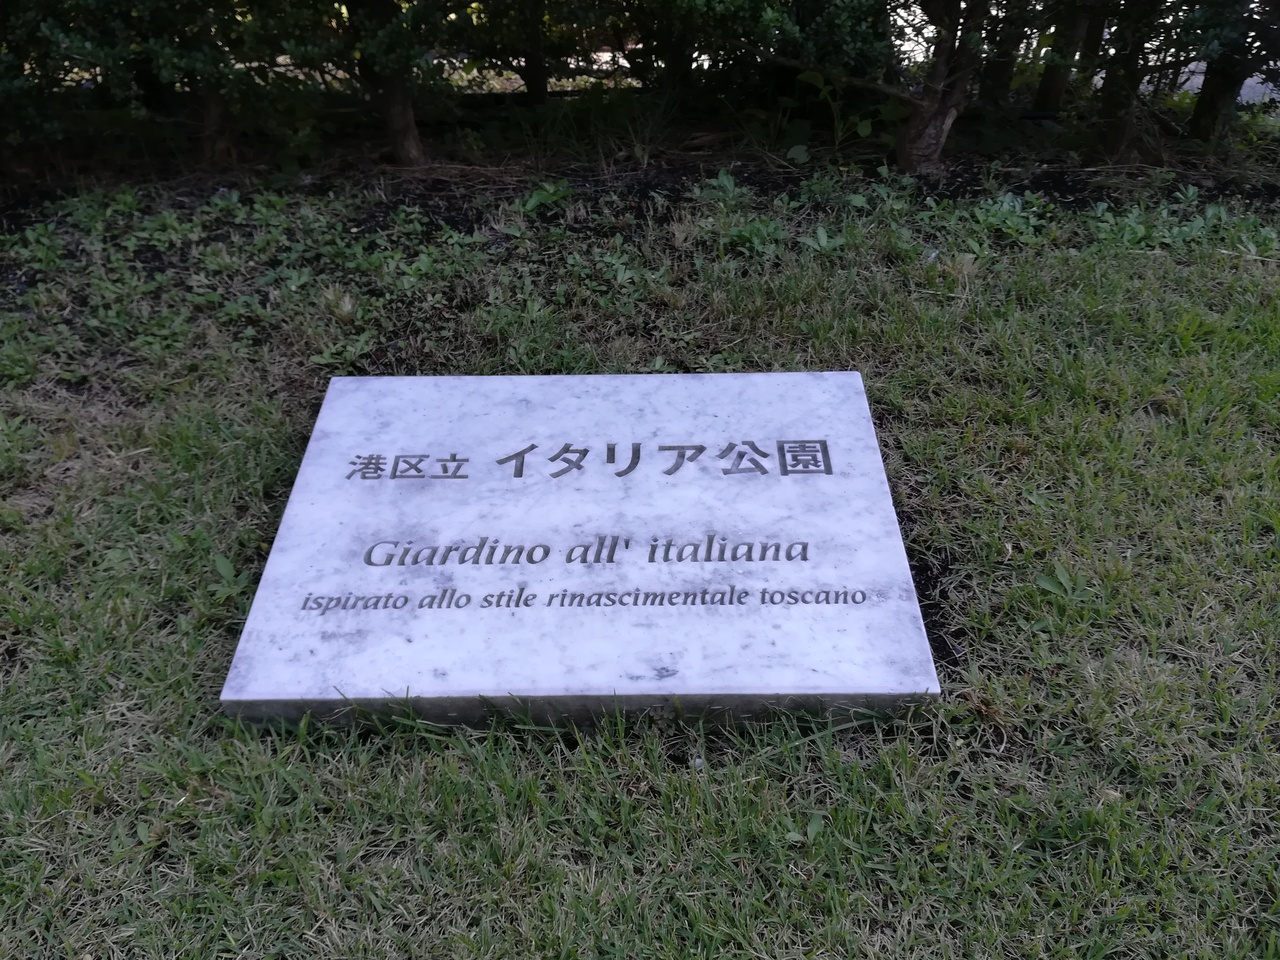 港区立 イタリア公園
Giardino all' italiana
ispirato allo stile rinascimentale toscano